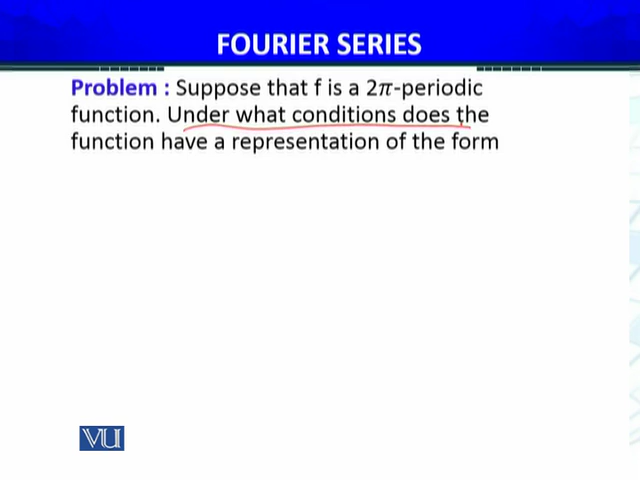 FOURIER SERIES
Problem : Suppose that f is a 2π-periodic
function. Under what conditions does the
function have a representation of the form
VU